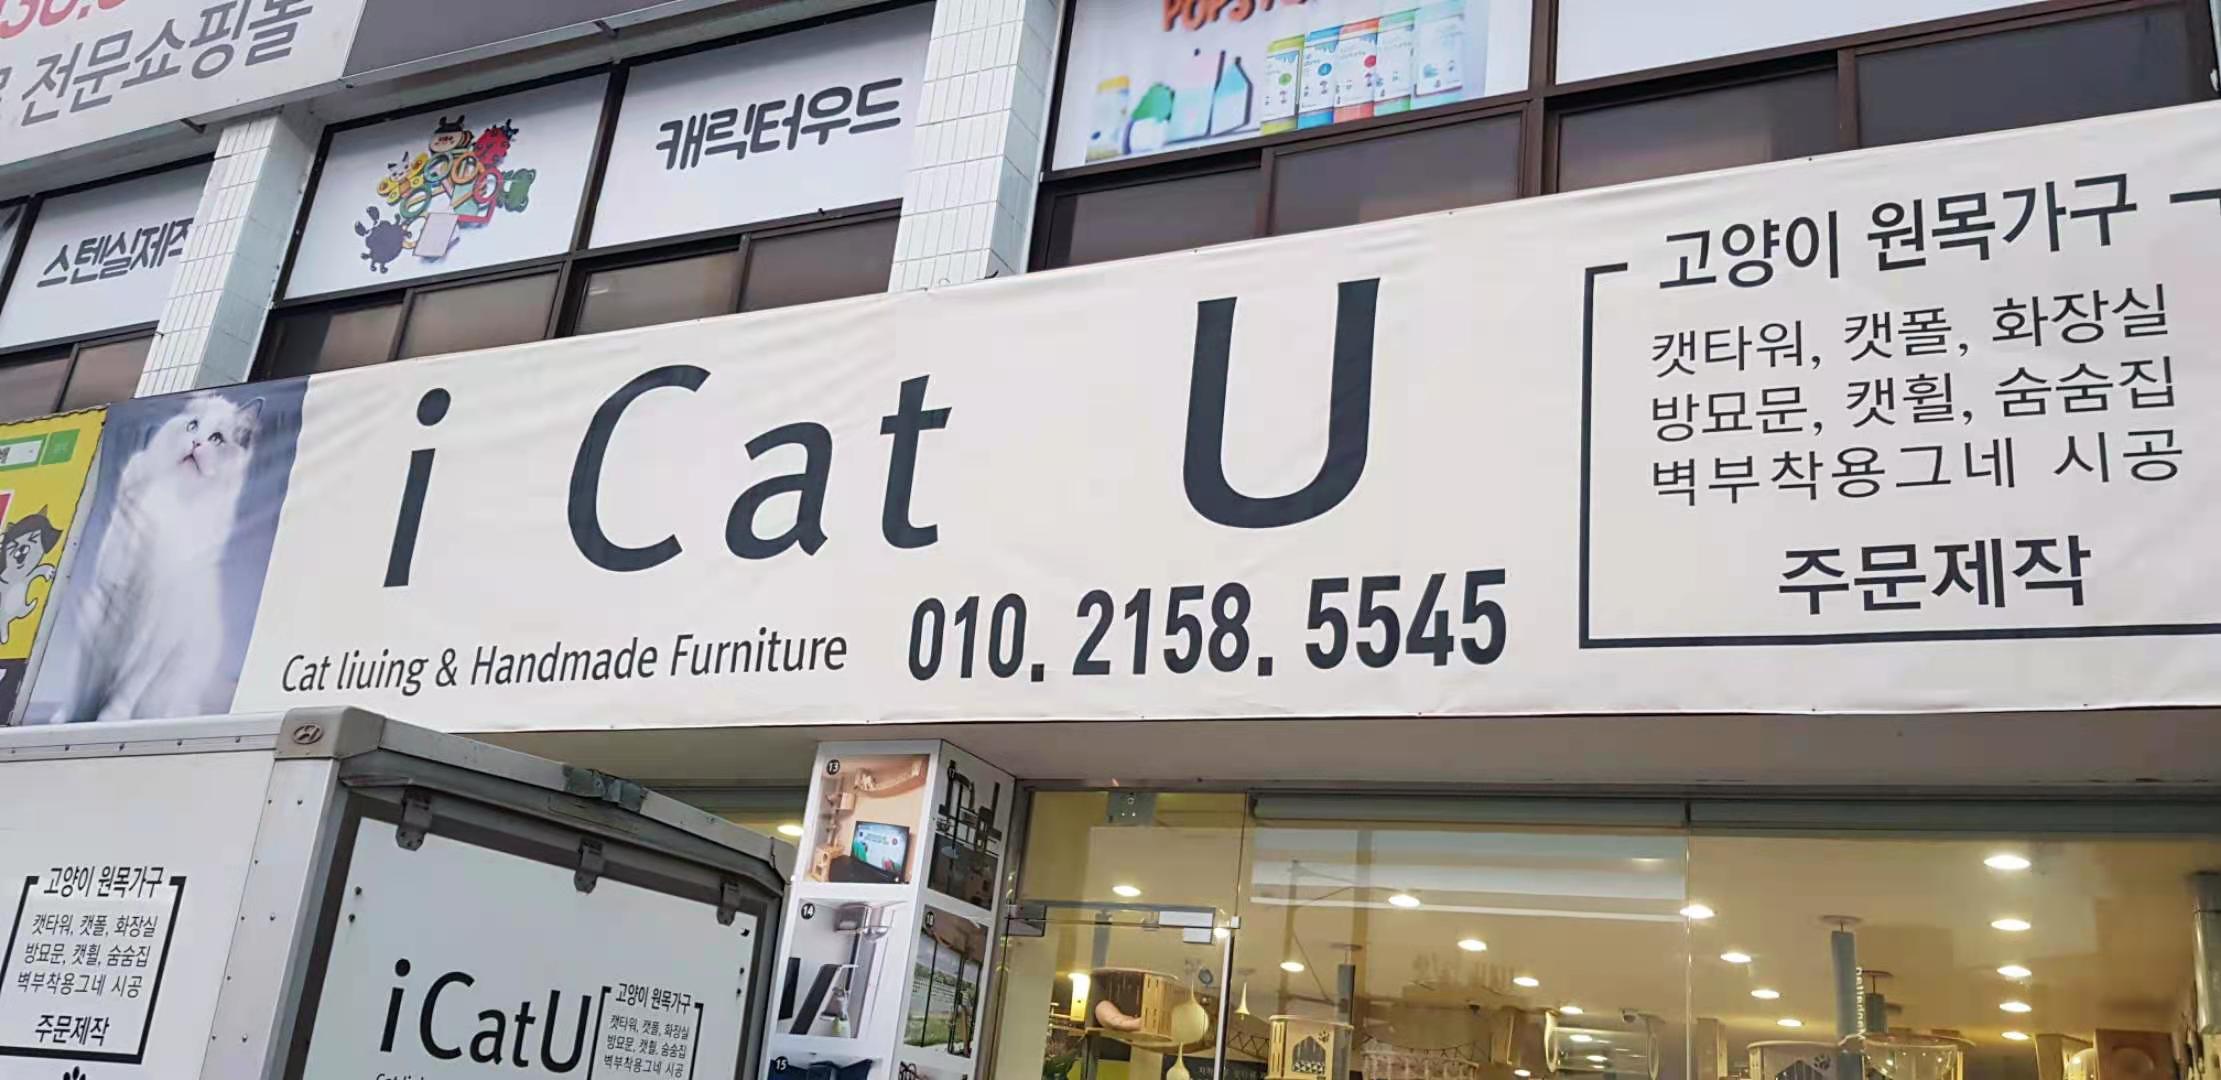 전문쇼핑몰
스텐실제작
캐릭터우드
i Cat U
Cat liuing & Handmade Furniture
010. 2158. 5545
고양이 원목가구
캣타워, 캣폴, 화장실
방묘문, 캣휠, 숨숨집
벽부착용그네 시공
주문제작
13
14
18
15
고양이 원목가구
캣타워, 캣폴, 화장실
방묘문, 캣휠, 숨숨집
벽부착용그네 시공
주문제작
i CatU
고양이 원목가구
캣타워, 캣폴, 화장실
방묘문, 캣휠, 숨숨집
벽부착용그네 시공